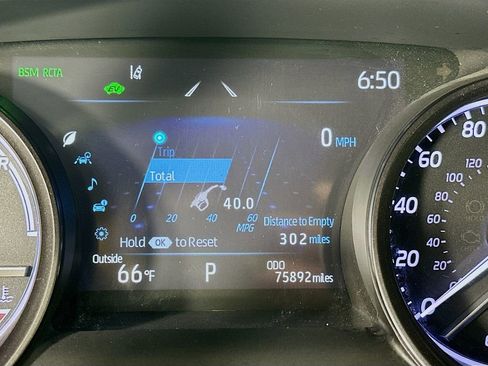 BSM RCTA
EV
6:50
0 MPH
Trip
Total
40.0
0 20 40 60
MPG
Distance to Empty
302 miles
Hold OK to Reset
Outside
66°F
P
ODO
75892 miles
80
60
40
20
0
120
100
80
60
40
20
HOLD